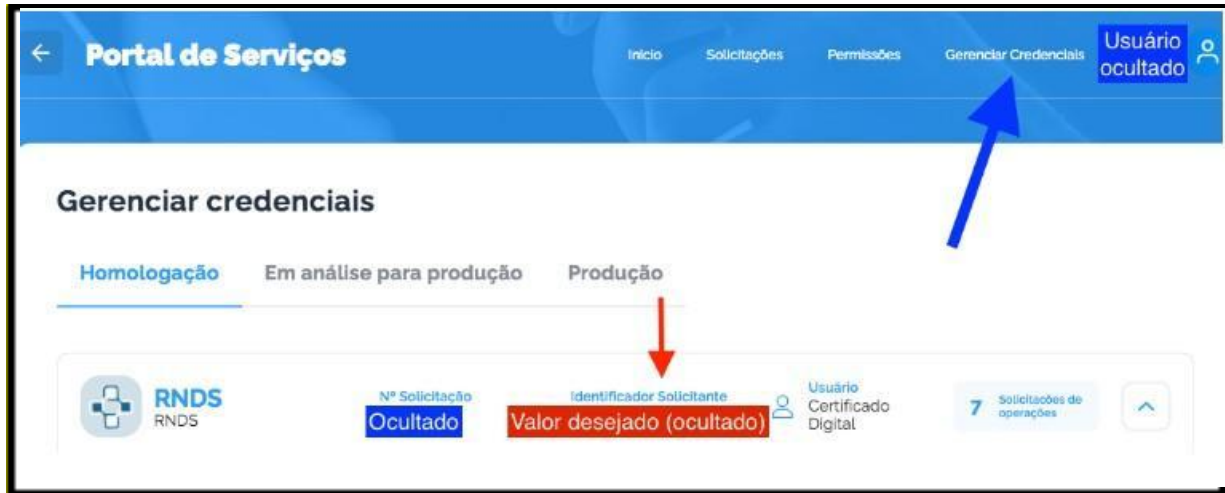 Portal de Serviços
Início Solicitações Permissões Gerenciar Credenciais
Usuário
ocultado
Gerenciar credenciais
Homologação Em análise para produção Produção
RNDS
RNDS
Nº Solicitação
Ocultado
Identificador Solicitante
Valor desejado (ocultado)
Usuário
Certificado
Digital
7 Solicitações de
operações